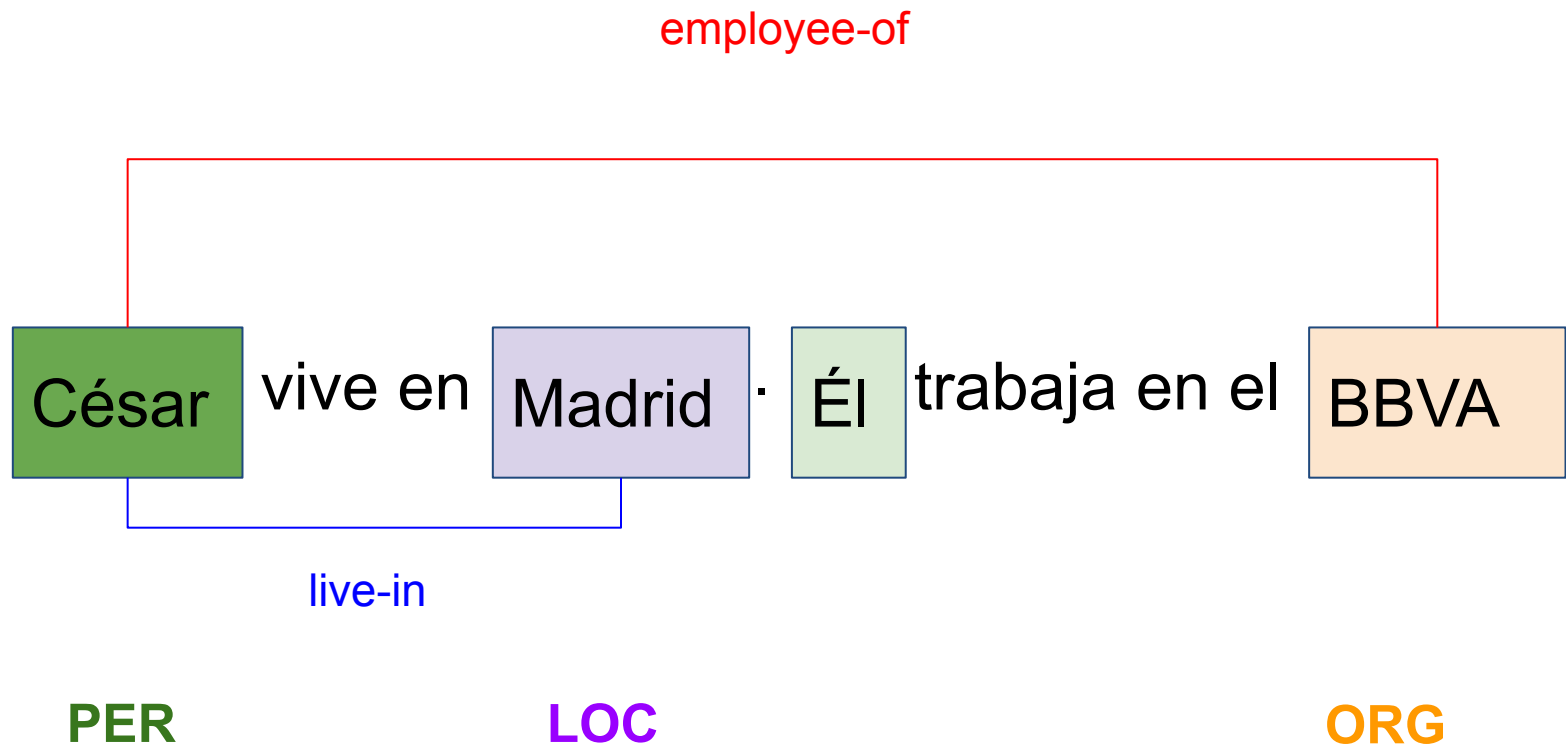 employee-of
César vive en Madrid . Él trabaja en el BBVA
live-in
PER LOC ORG